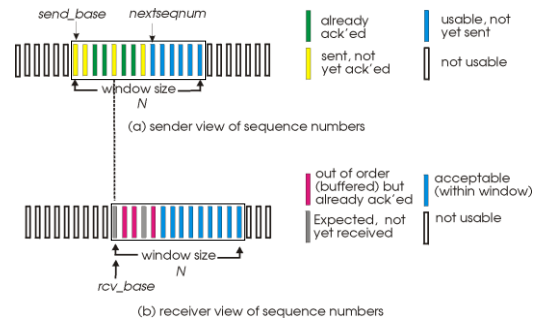 send_base
nextseqnum
already
ack'ed
usable, not
yet sent
sent, not
yet ack'ed
not usable
window size
N
(a) sender view of sequence numbers
out of order
(buffered) but
already ack'ed
acceptable
(within window)
Expected, not
yet received
not usable
window size
N
rcv_base
(b) receiver view of sequence numbers